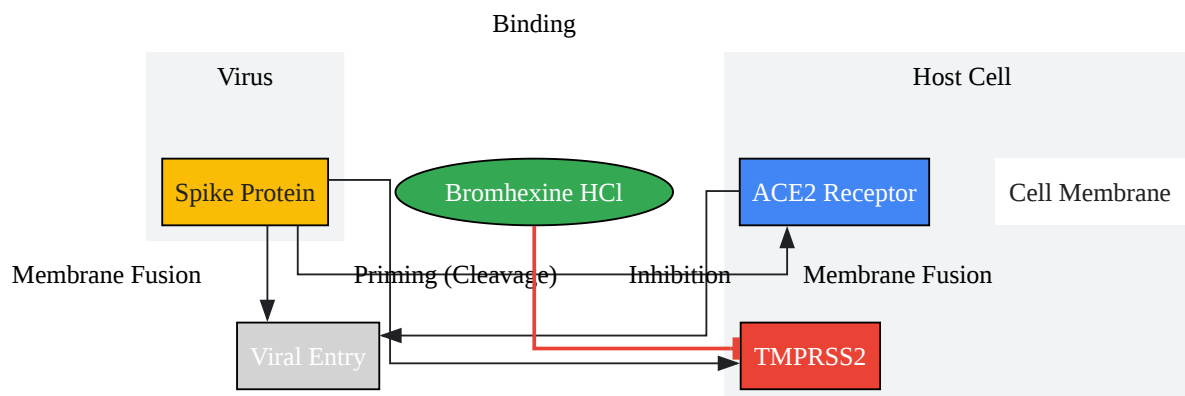 Binding
Virus
Host Cell
Spike Protein
Bromhexine HCl
ACE2 Receptor
Cell Membrane
Membrane Fusion
Priming (Cleavage)
Inhibition
Membrane Fusion
Viral Entry
TMPRSS2